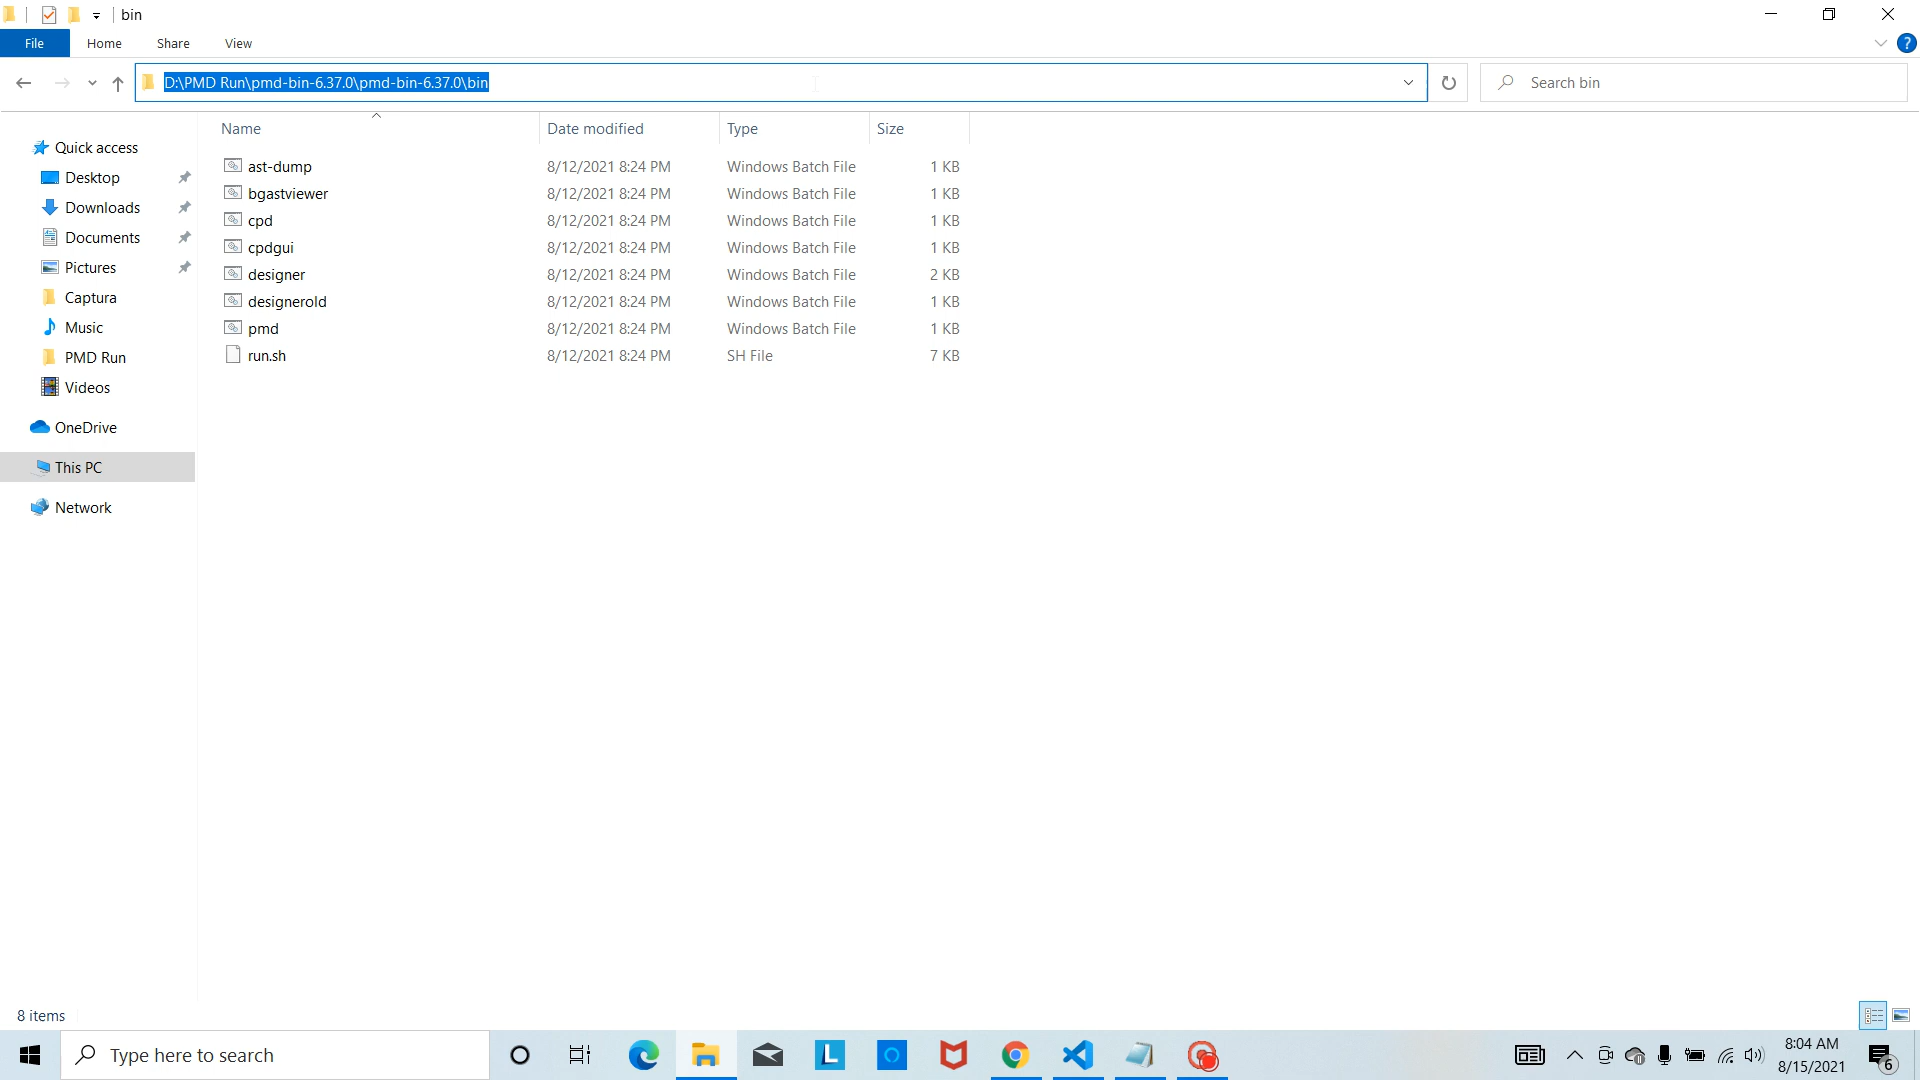 bin
File Home Share View
?
D:\PMD Run\pmd-bin-6.37.0\pmd-bin-6.37.0\bin
Search bin
Name Date modified Type Size
Quick access
Desktop
Downloads
Documents
Pictures
Captura
Music
PMD Run
Videos
OneDrive
This PC
Network
ast-dump 8/12/2021 8:24 PM Windows Batch File 1 KB
bgastviewer 8/12/2021 8:24 PM Windows Batch File 1 KB
cpd 8/12/2021 8:24 PM Windows Batch File 1 KB
cpdgui 8/12/2021 8:24 PM Windows Batch File 1 KB
designer 8/12/2021 8:24 PM Windows Batch File 2 KB
designerold 8/12/2021 8:24 PM Windows Batch File 1 KB
pmd 8/12/2021 8:24 PM Windows Batch File 1 KB
run.sh 8/12/2021 8:24 PM SH File 7 KB
8 items
Type here to search
L
8:04 AM
8/15/2021
6